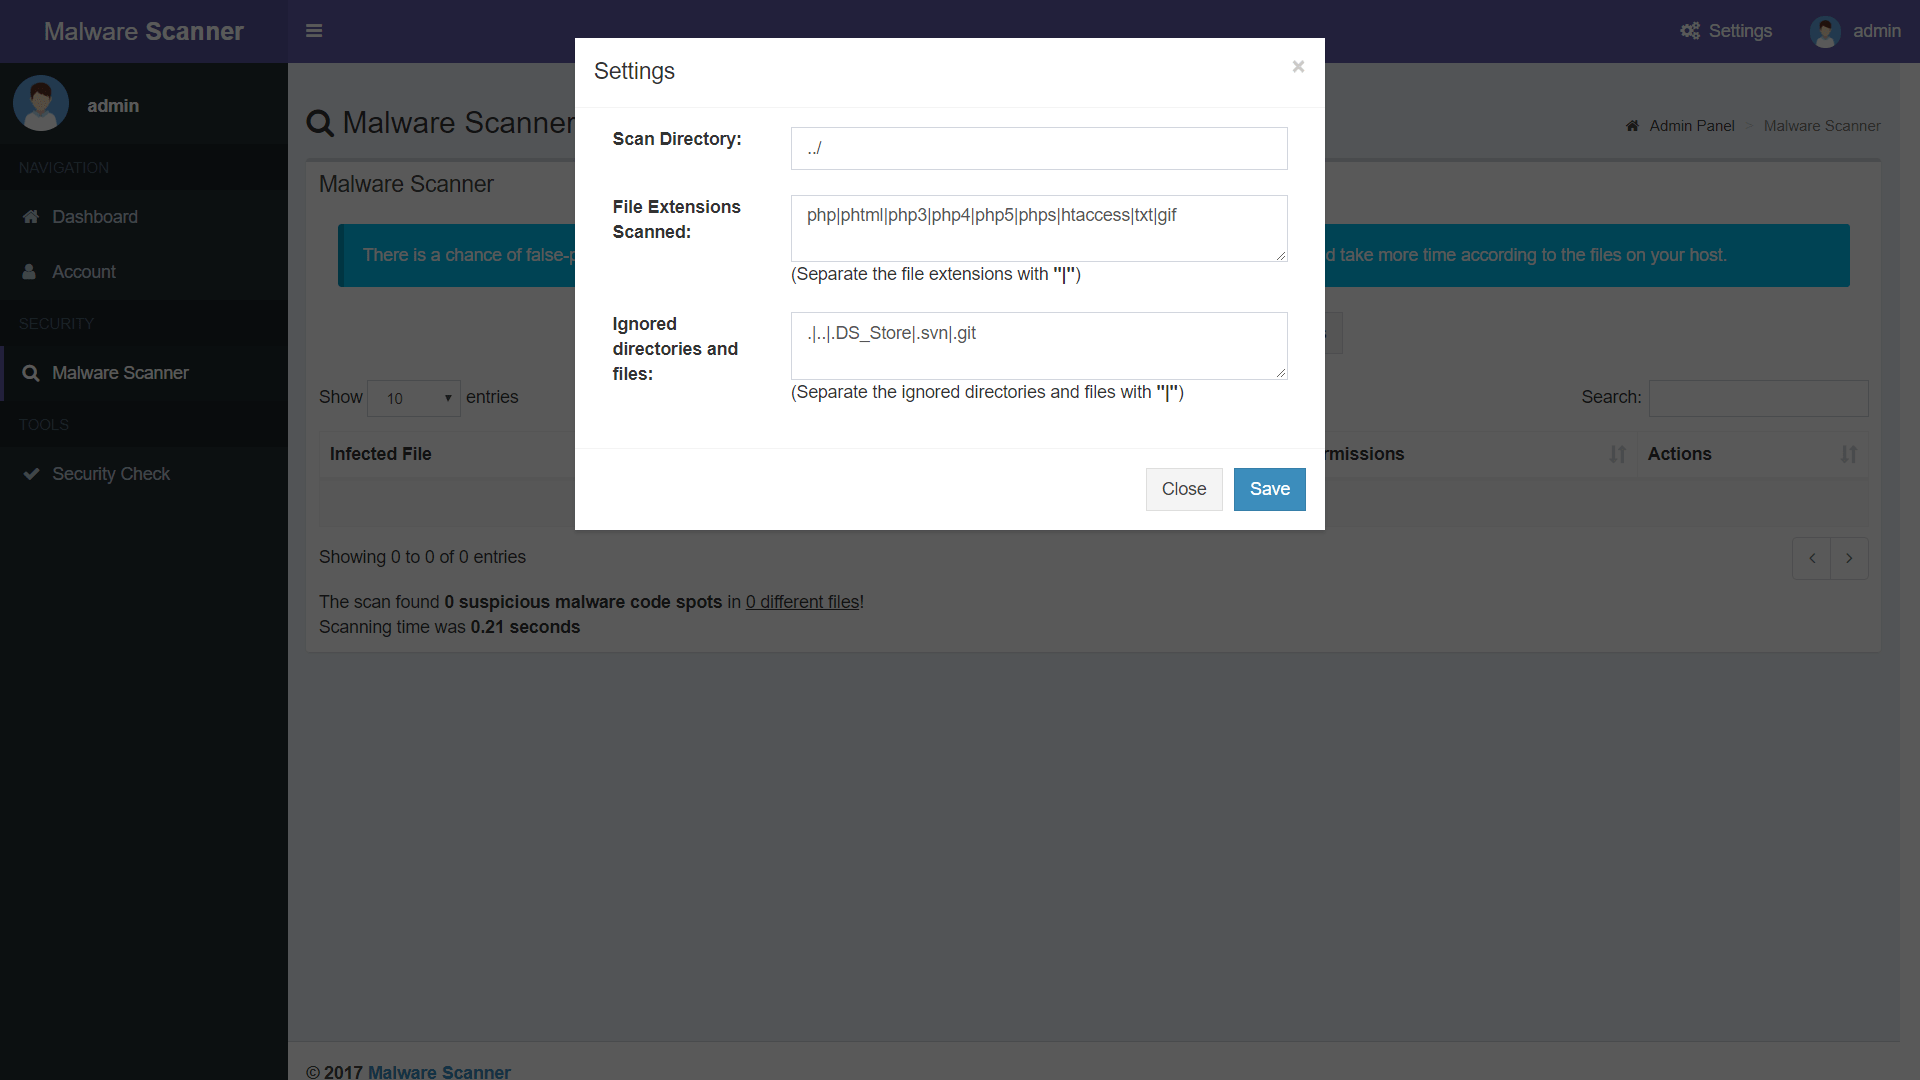 Malware Scanner
Settings
admin
admin
NAVIGATION
Dashboard
Account
SECURITY
Malware Scanner
TOOLS
Security Check
Malware Scanner
Admin Panel > Malware Scanner
Malware Scanner
There is a chance of false-
take more time according to the files on your host.
Show 10 entries
Search:
Infected File
missions
Actions
Showing 0 to 0 of 0 entries
The scan found 0 suspicious malware code spots in 0 different files!
Scanning time was 0.21 seconds
© 2017 Malware Scanner
Settings
×
Scan Directory:
../
File Extensions
Scanned:
php|phtml|php3|php4|php5|phps|htaccess|txt|gif
(Separate the file extensions with "|")
Ignored
directories and
files:
.|..|.DS_Store|.svn|.git
(Separate the ignored directories and files with "|")
Close
Save